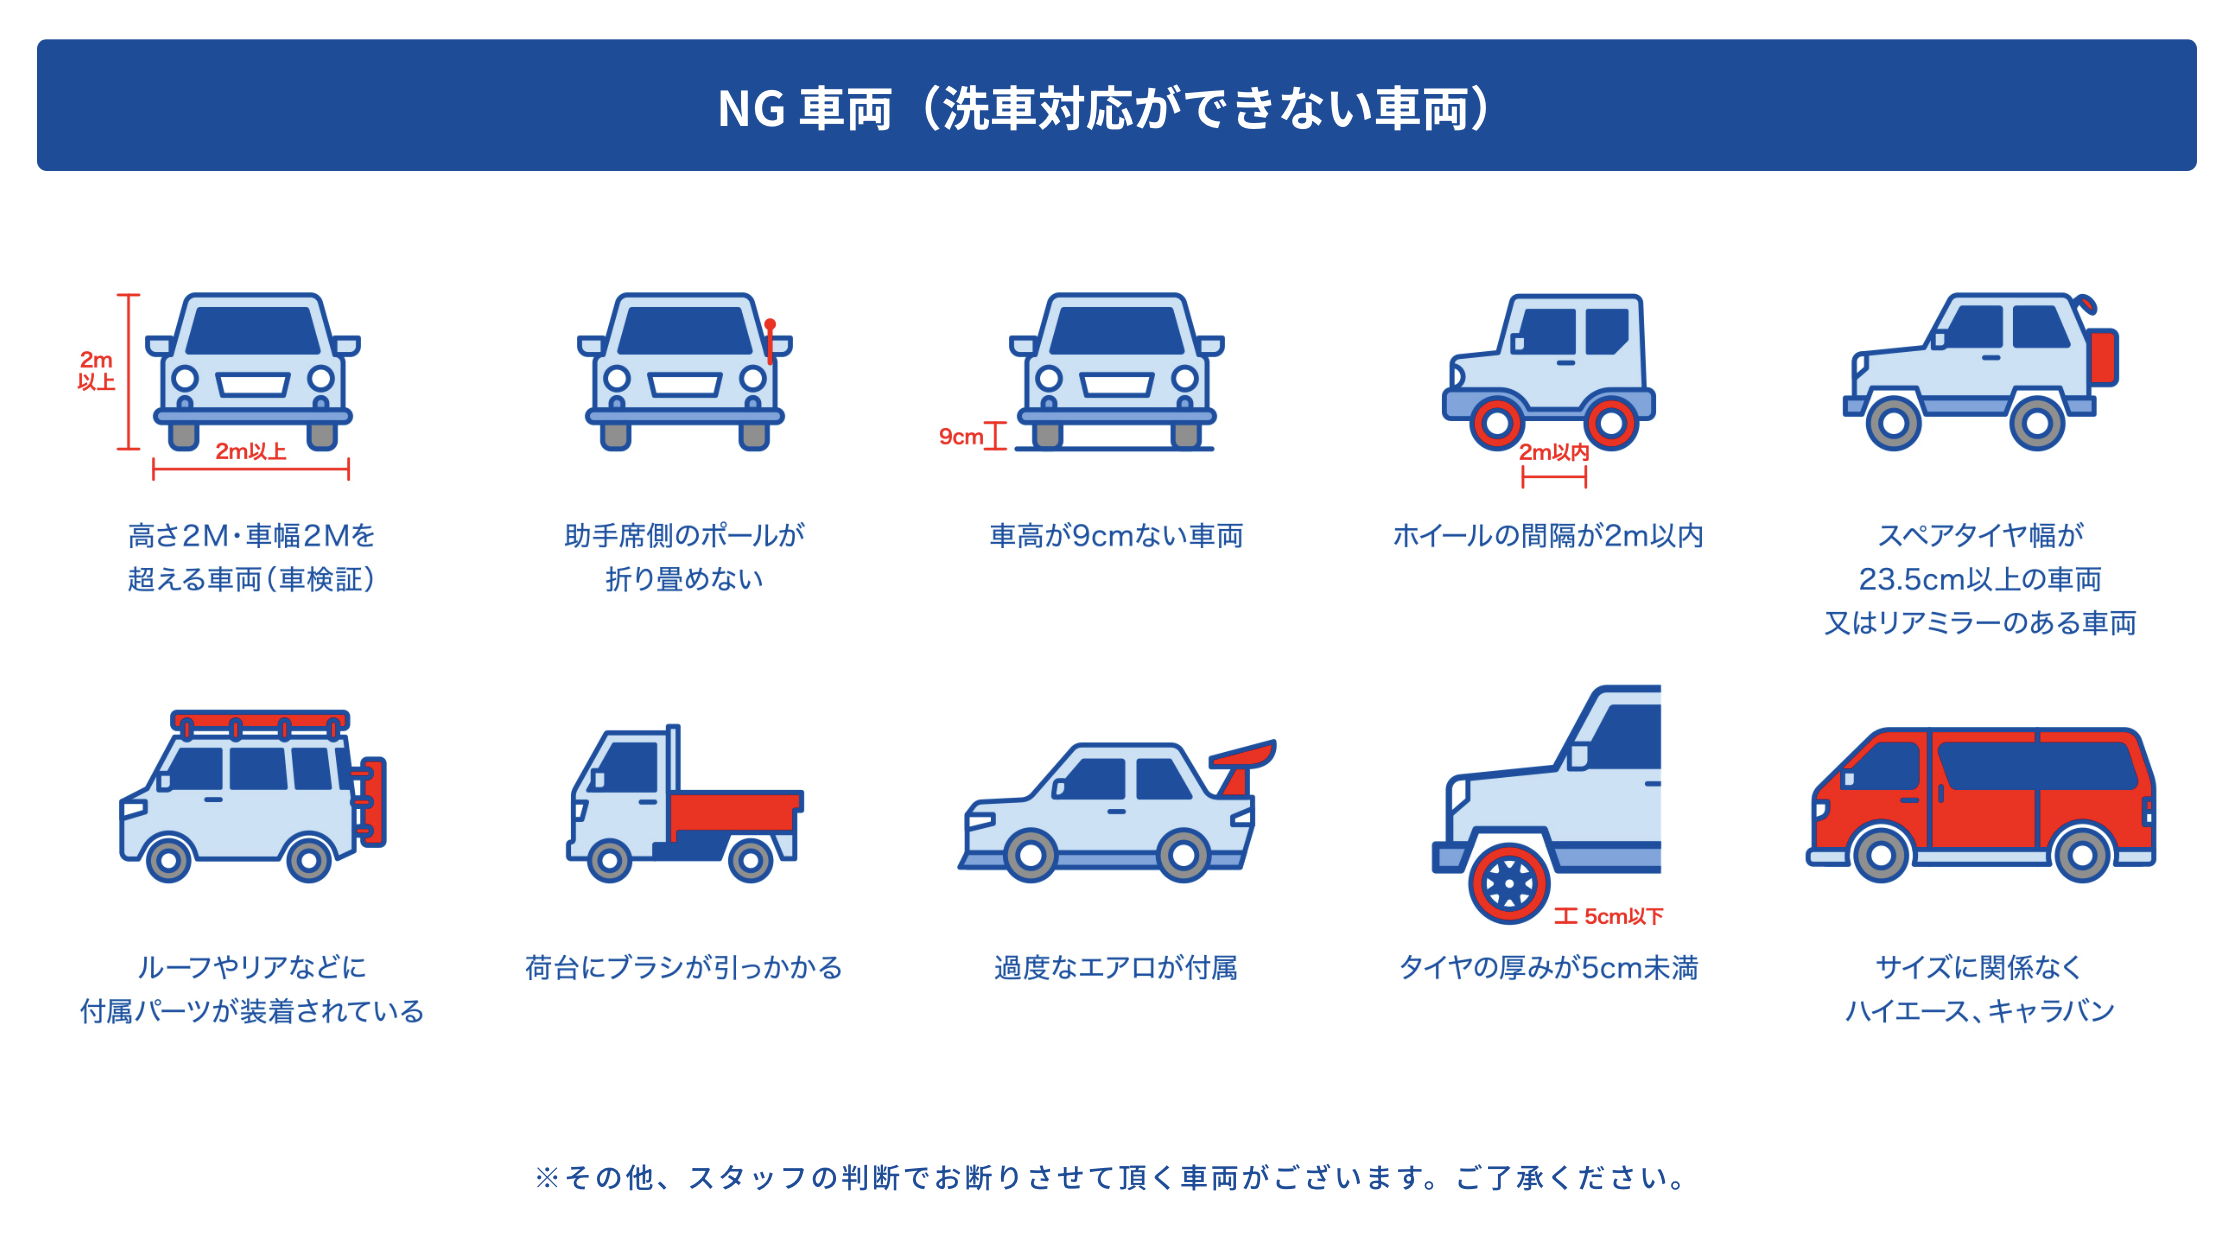 NG 車両（洗車対応ができない車両）
2m
以上
2m以上
高さ2M・車幅2Mを
超える車両（車検証）
助手席側のポールが
折り畳めない
9cm
車高が9cmない車両
2m以内
ホイールの間隔が2m以内
スペアタイヤ幅が
23.5cm以上の車両
又はリアミラーのある車両
ルーフやリアなどに
付属パーツが装着されている
荷台にブラシが引っかかる
過度なエアロが付属
5cm以下
タイヤの厚みが5cm未満
サイズに関係なく
ハイエース、キャラバン
※その他、スタッフの判断でお断りさせて頂く車両がございます。ご了承ください。